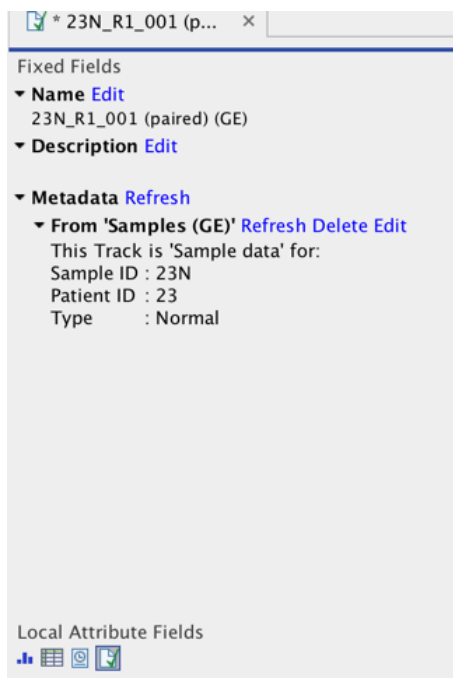 * 23N_R1_001 (p... ×
Fixed Fields
Name Edit
23N_R1_001 (paired) (GE)
Description Edit
Metadata Refresh
From 'Samples (GE)' Refresh Delete Edit
This Track is 'Sample data' for:
Sample ID : 23N
Patient ID : 23
Type : Normal
Local Attribute Fields